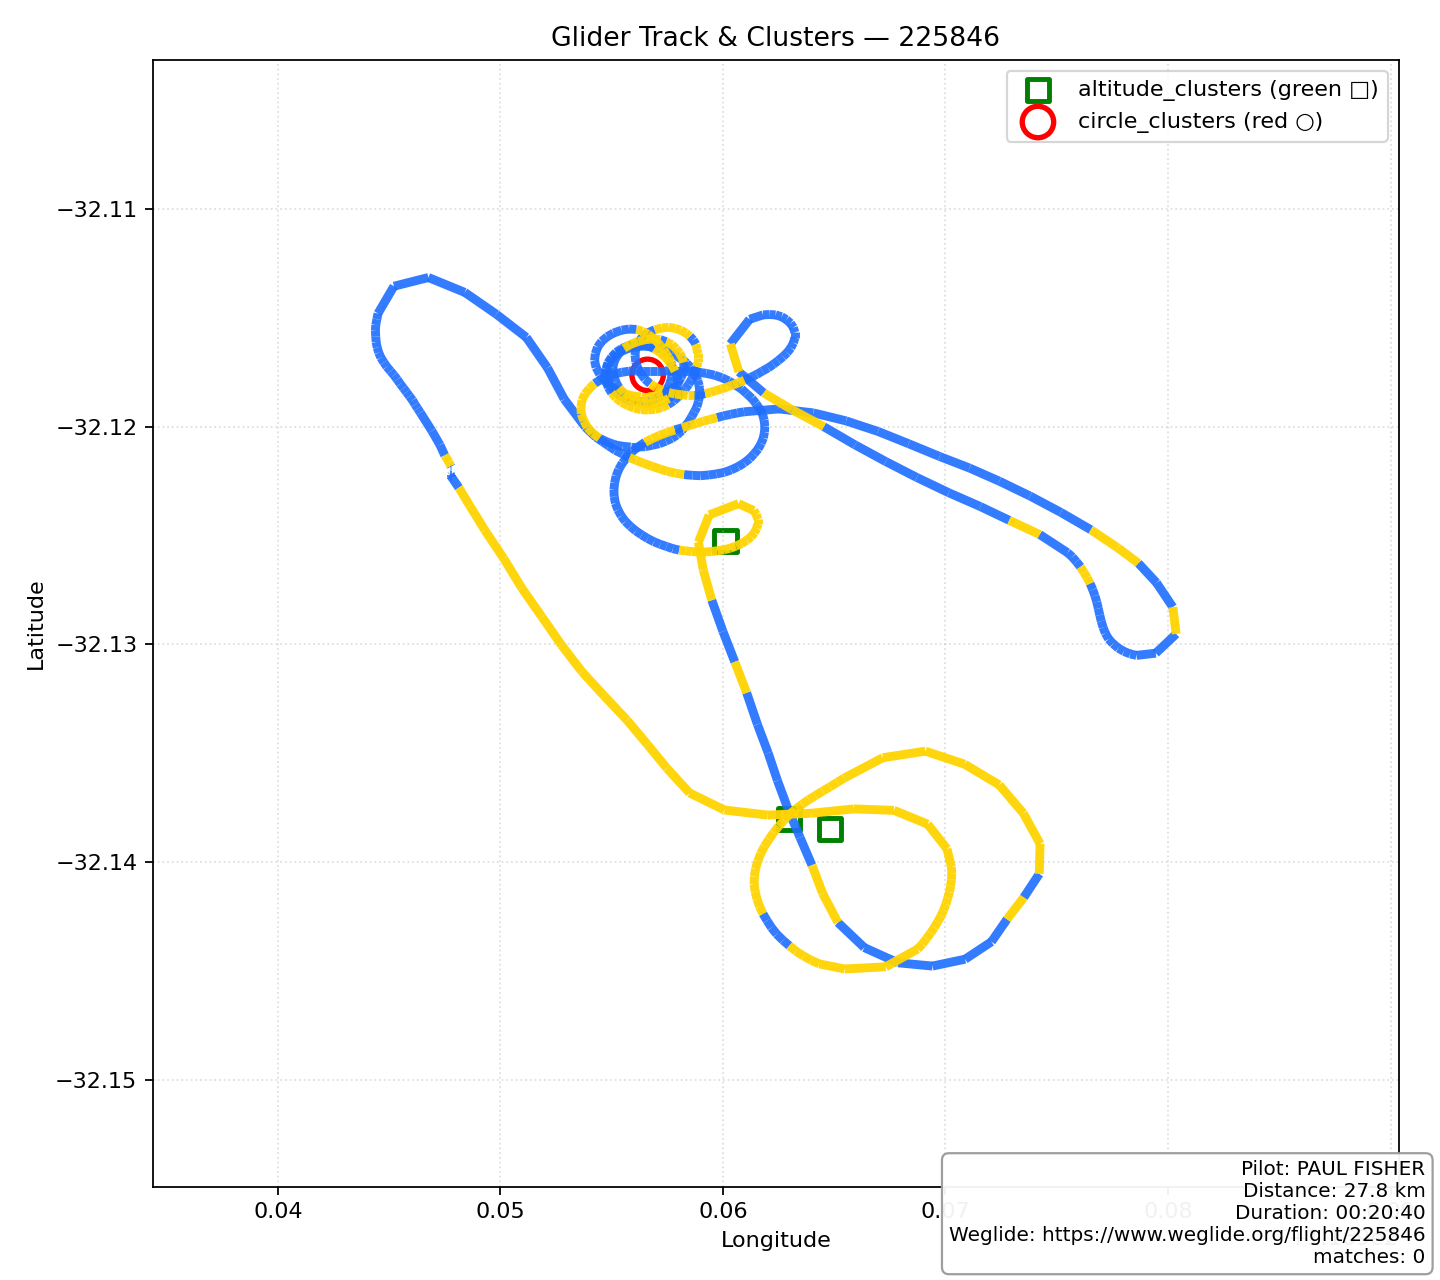 Glider Track & Clusters — 225846
altitude_clusters (green □)
circle_clusters (red ○)
−32.11
−32.12
−32.13
−32.14
−32.15
Latitude
0.04
0.05
0.06
0.07
0.08
Longitude
Pilot: PAUL FISHER
Distance: 27.8 km
Duration: 00:20:40
Weglide: https://www.weglide.org/flight/225846
matches: 0